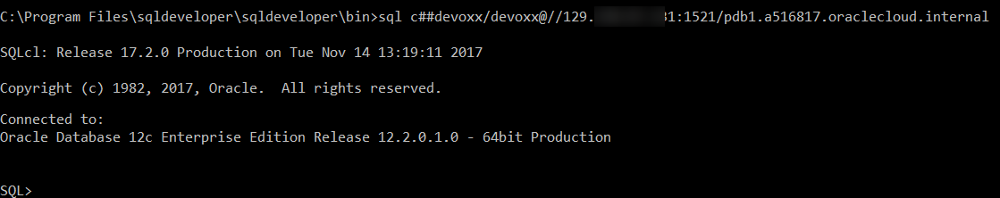 C:\Program Files\sqldeveloper\sqldeveloper\bin>sql c##devoxx/devoxx@//129. 31:1521/pdb1.a516817.oraclecloud.internal
SQLcl: Release 17.2.0 Production on Tue Nov 14 13:19:11 2017
Copyright (c) 1982, 2017, Oracle.  All rights reserved.
Connected to:
Oracle Database 12c Enterprise Edition Release 12.2.0.1.0 - 64bit Production
SQL>